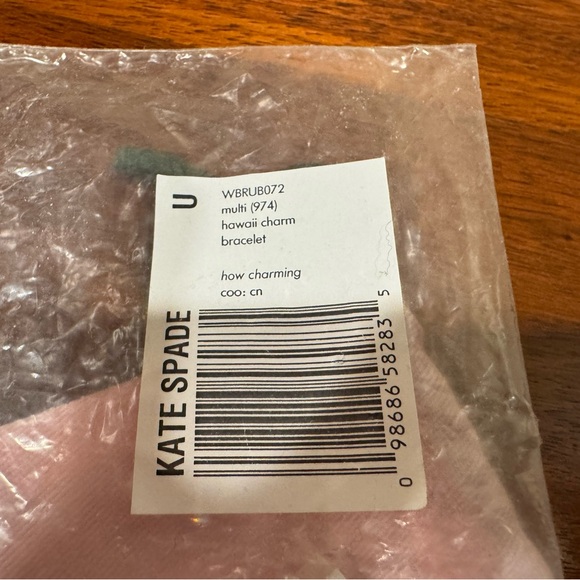 U
WBRUB072
multi (974)
hawaii charm
bracelet
how charming
coo: cn
KATE SPADE
0 98686 58283 5